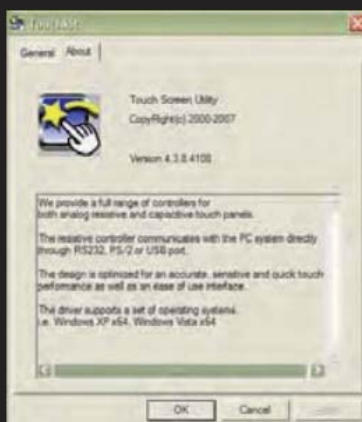 TouchKit
General About
Touch Screen Utility
CopyRight(c) 2000-2007
Version 4.3.8.4108
We provide a full range of controllers for
both analog resistive and capacitive touch panels.
The resistive controller communicates with the PC system directly
through RS232, PS/2 or USB port.
The design is optimized for an accurate, sensitive and quick touch
performance as well as an ease of use interface.
The driver supports a set of operating systems.
i.e. Windows XP x64, Windows Vista x64
OK Cancel